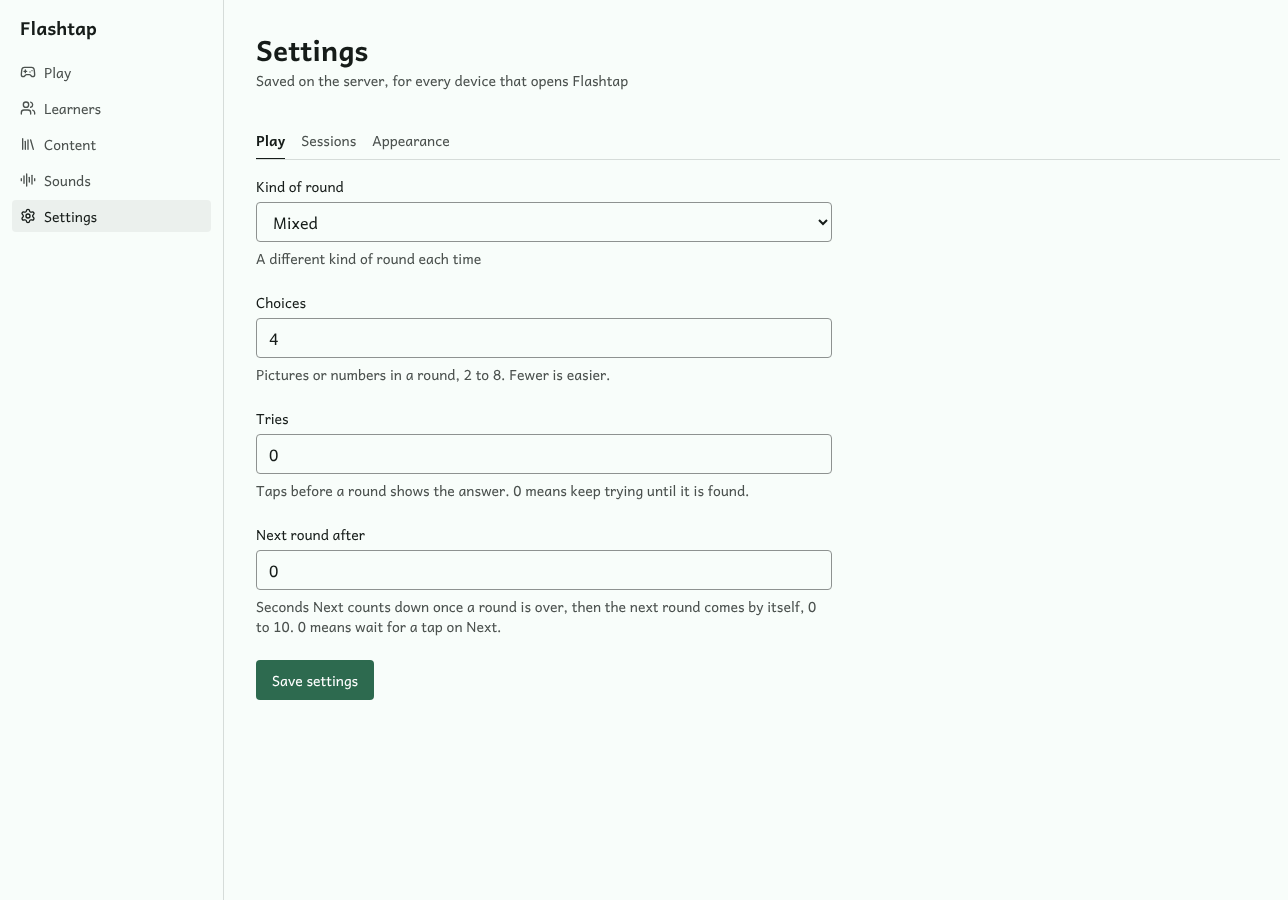 Flashtap
Play
Learners
Content
Sounds
Settings
Settings
Saved on the server, for every device that opens Flashtap
Play Sessions Appearance
Kind of round
Mixed
A different kind of round each time
Choices
4
Pictures or numbers in a round, 2 to 8. Fewer is easier.
Tries
0
Taps before a round shows the answer. 0 means keep trying until it is found.
Next round after
0
Seconds Next counts down once a round is over, then the next round comes by itself, 0
to 10. 0 means wait for a tap on Next.
Save settings